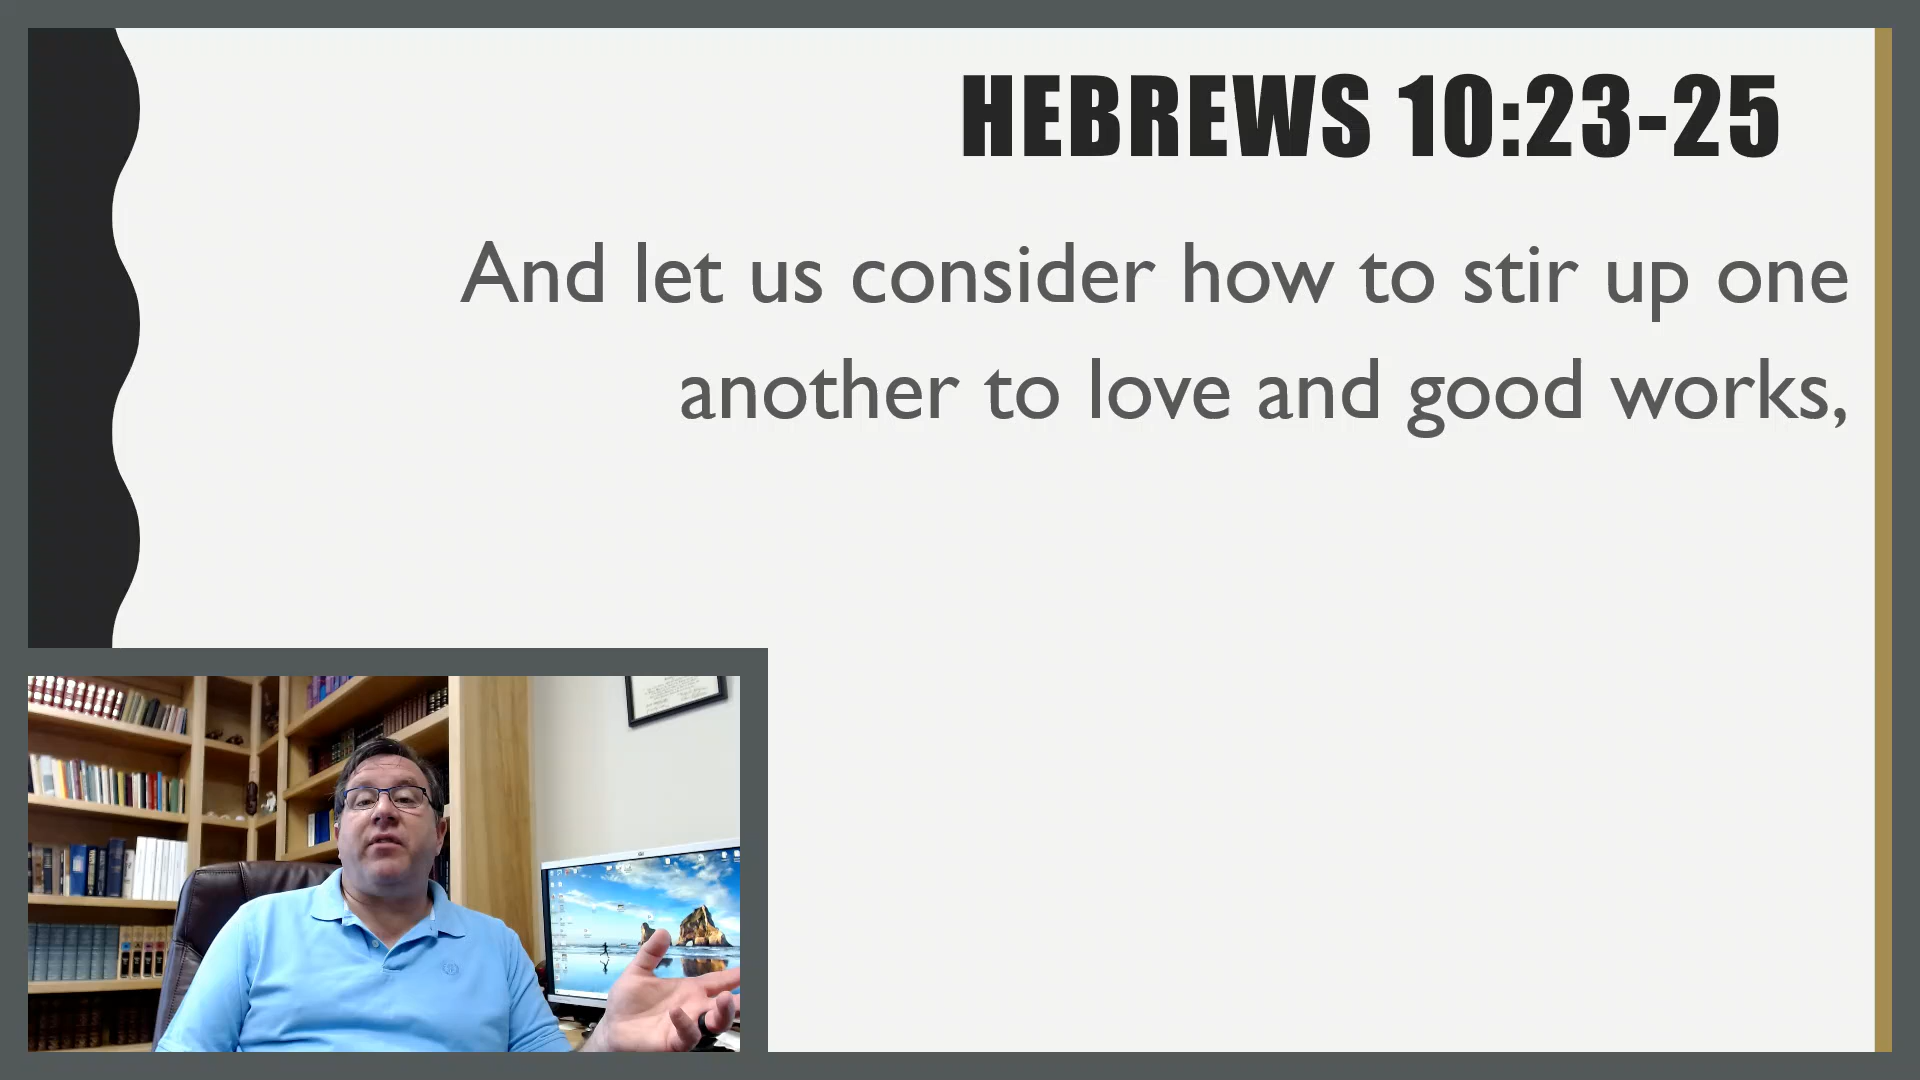 HEBREWS 10:23-25
And let us consider how to stir up one
another to love and good works,